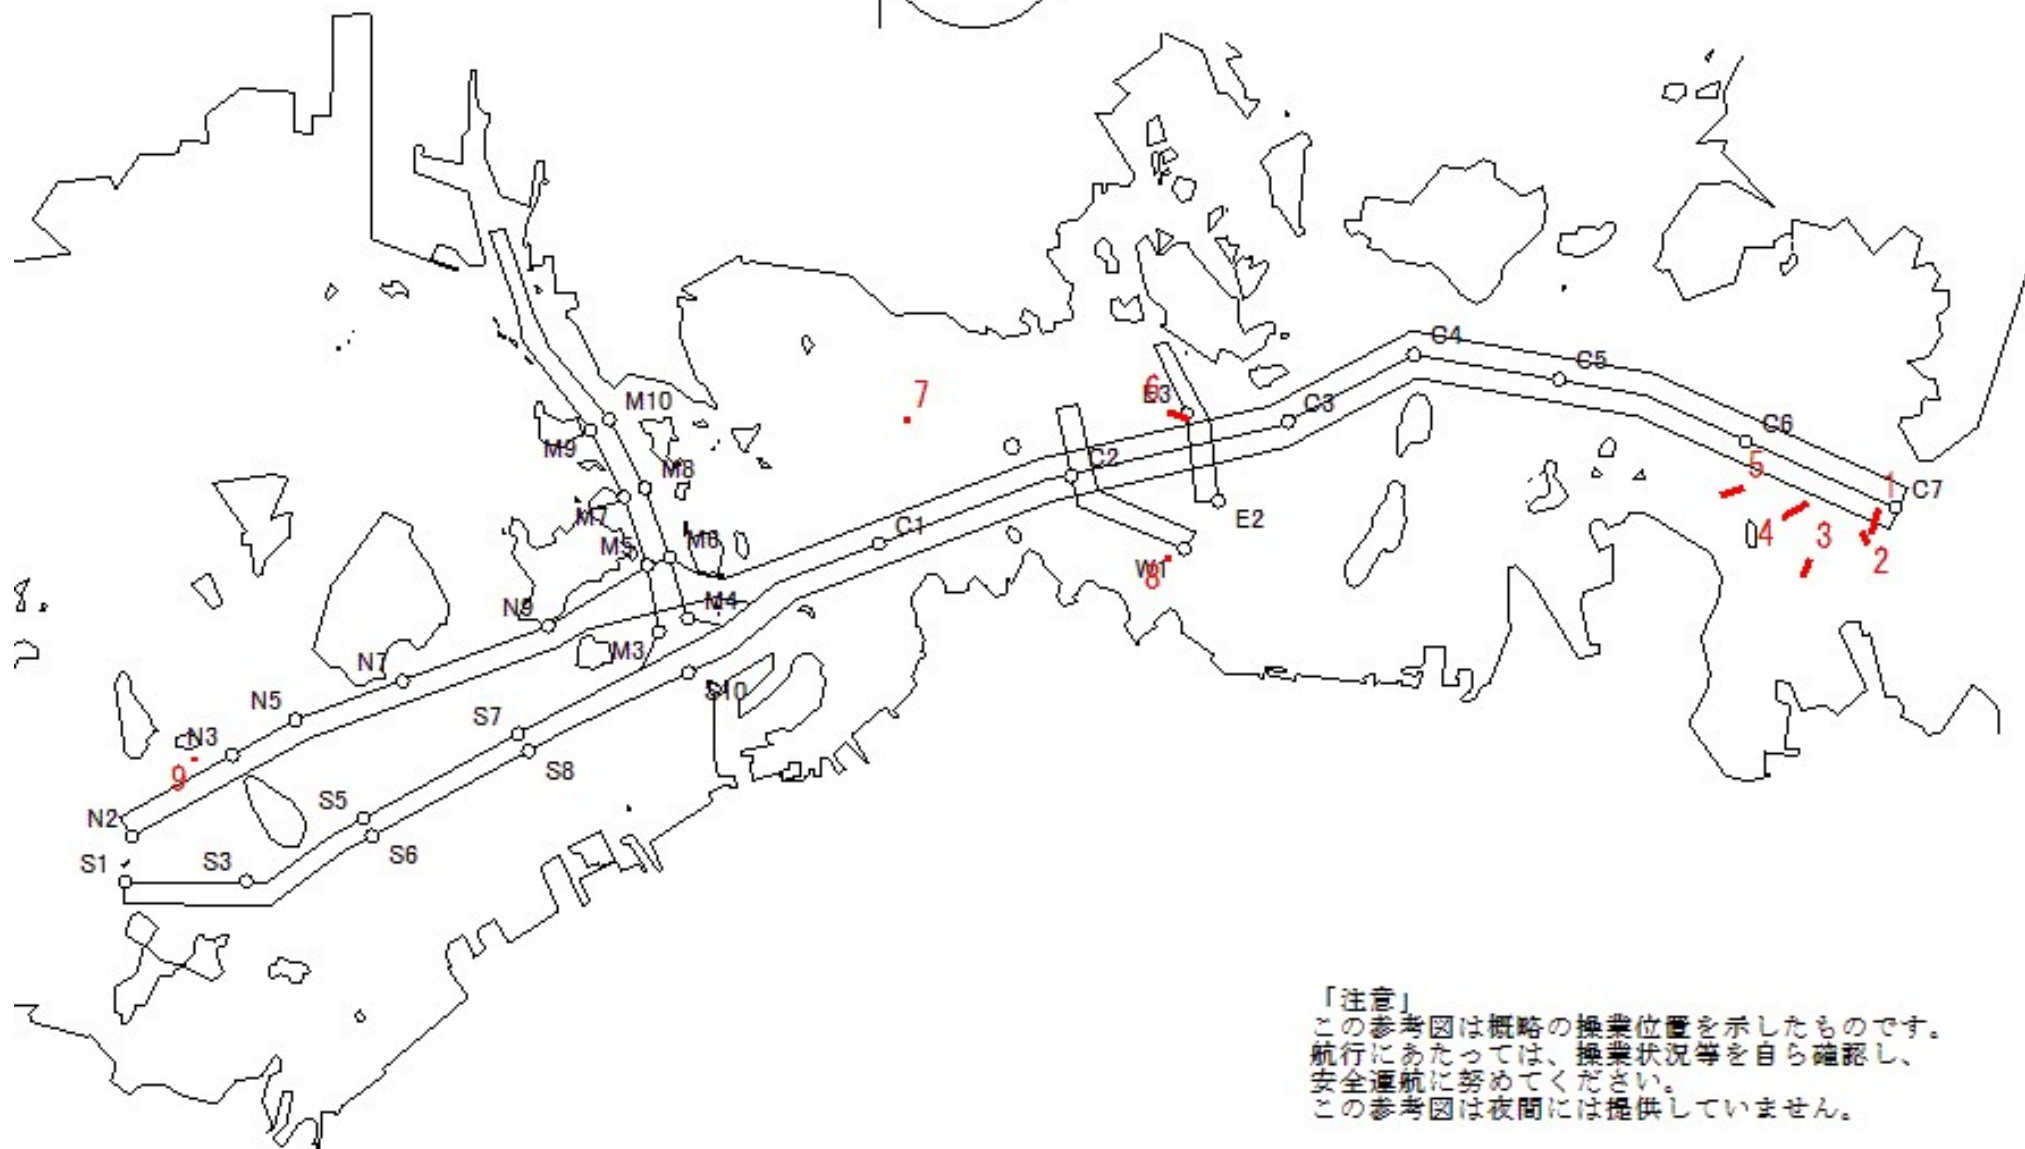 C4
C5
M10
7
6
E3
C3
C6
M9
C2
M8
5
1
C7
M7
E2
C1
4
3
M5
M6
W1
8
2
N9
M4
M3
N7
S10
N5
S7
N3
S8
9
S5
N2
S6
S1
S3
「注意」
この参考図は概略の操業位置を示したものです。
航行にあたっては、操業状況等を自ら確認し、
安全運航に努めてください。
この参考図は夜間には提供していません。